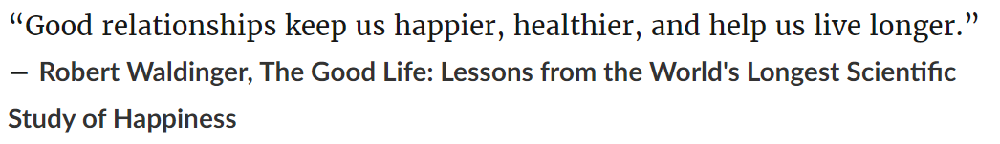 “Good relationships keep us happier, healthier, and help us live longer.”
― Robert Waldinger, The Good Life: Lessons from the World's Longest Scientific
Study of Happiness